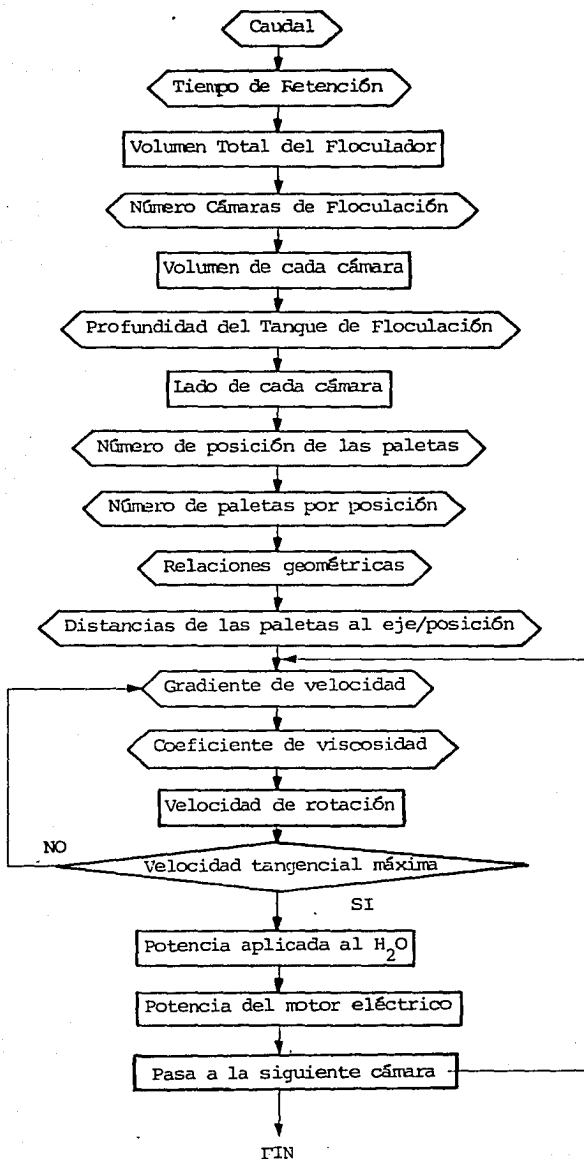 Caudal
Tiempo de Retención
Volumen Total del Floculador
Número Cámaras de Floculación
Volumen de cada cámara
Profundidad del Tanque de Floculación
Lado de cada cámara
Número de posición de las paletas
Número de paletas por posición
Relaciones geométricas
Distancias de las paletas al eje/posición
Gradiente de velocidad
Coeficiente de viscosidad
Velocidad de rotación
NO
Velocidad tangencial máxima
SI
Potencia aplicada al H2O
Potencia del motor eléctrico
Pasa a la siguiente cámara
FIN